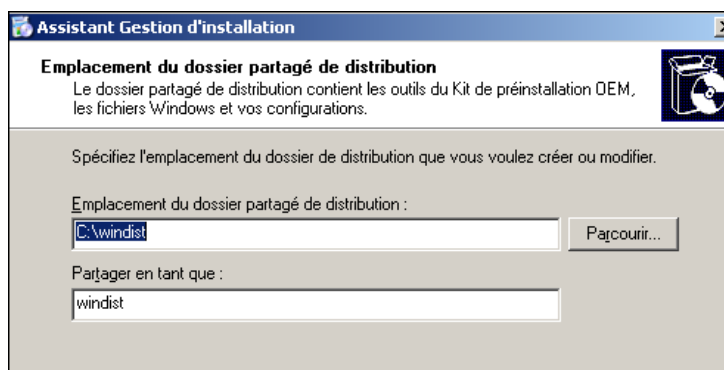 Assistant Gestion d'installation
Emplacement du dossier partagé de distribution
Le dossier partagé de distribution contient les outils du Kit de préinstallation OEM,
les fichiers Windows et vos configurations.
Spécifiez l'emplacement du dossier de distribution que vous voulez créer ou modifier.
Emplacement du dossier partagé de distribution :
C:\windist
Parcourir...
Partager en tant que :
windist